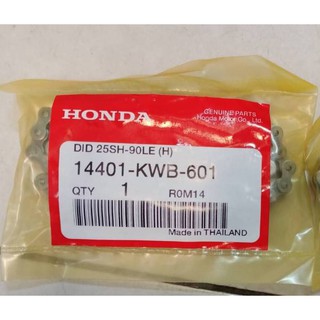 HONDA
GENUINE PARTS
Honda Motor Co., Ltd.
DID 25SH-90LE (H)
14401-KWB-601
QTY 1 R0M14
Made in THAILAND